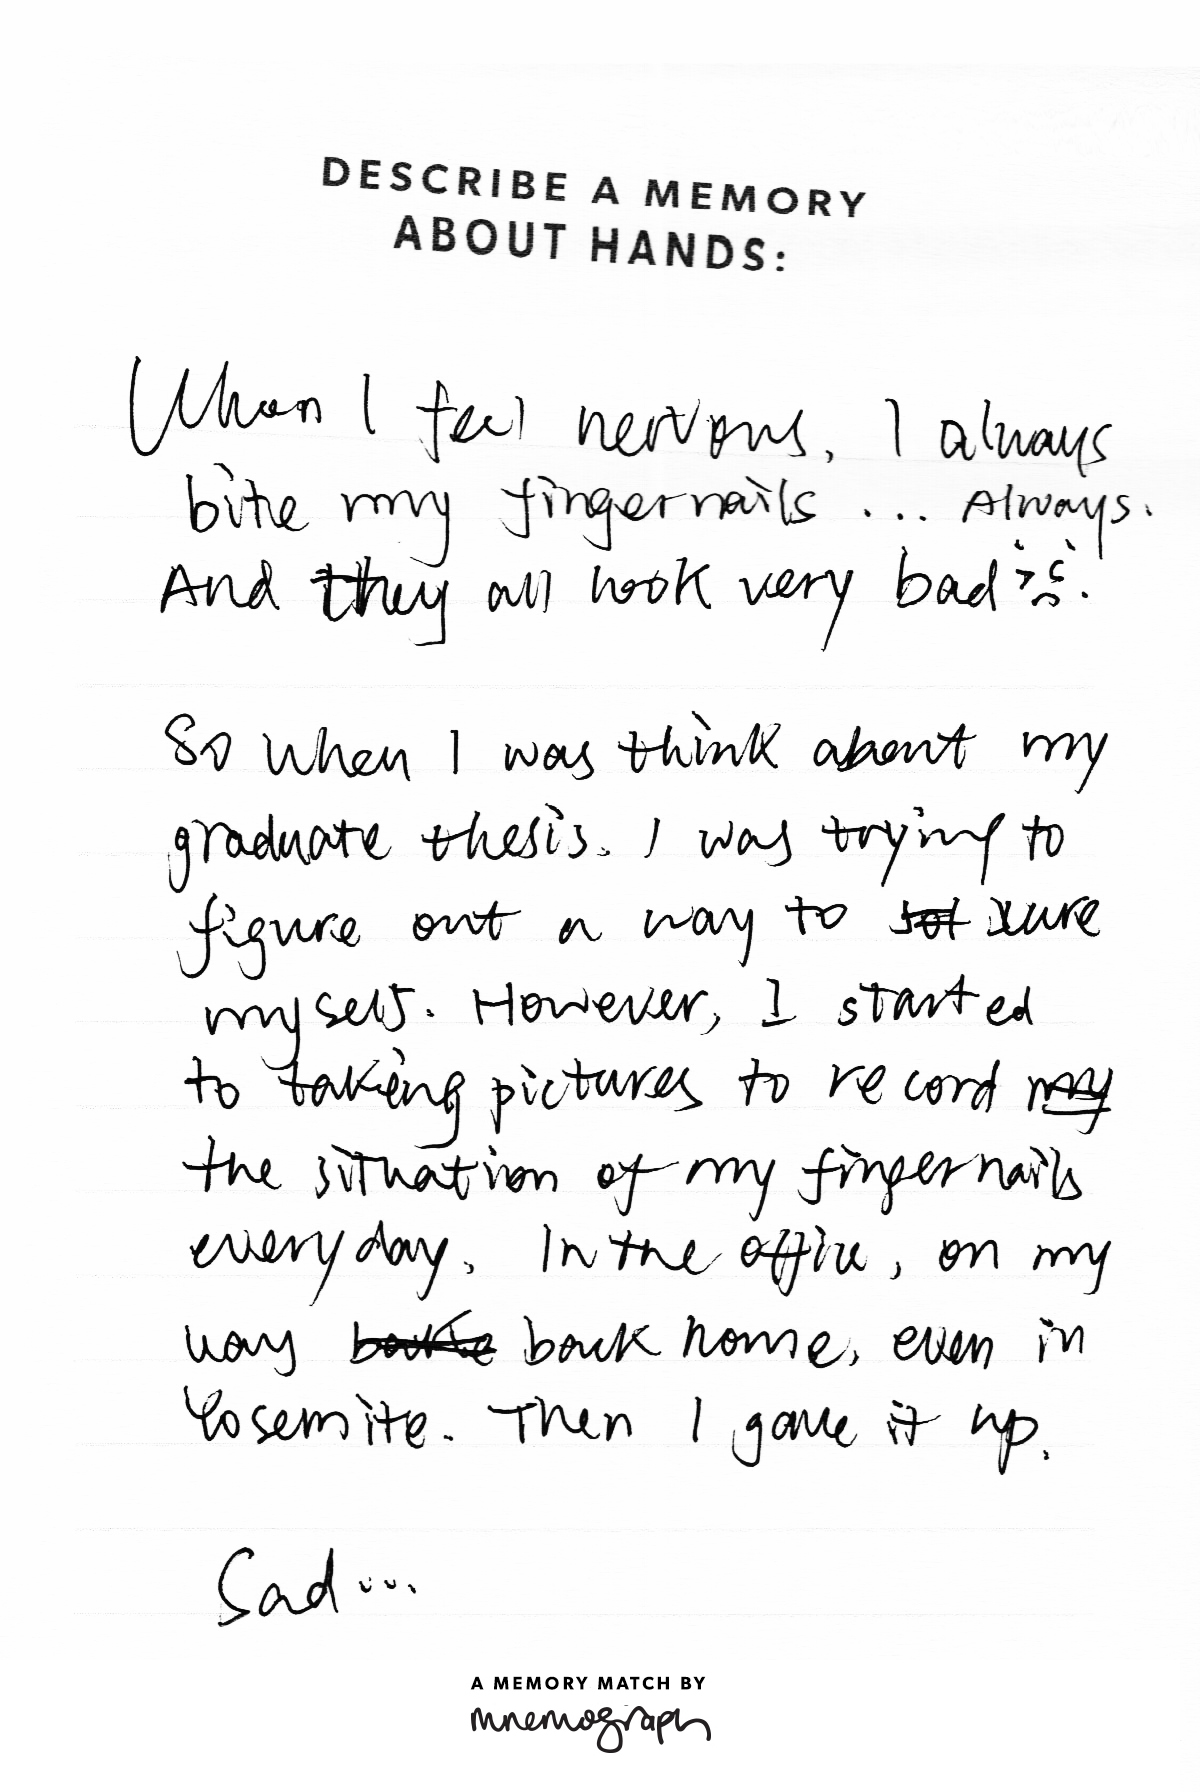 DESCRIBE A MEMORY
ABOUT HANDS:
When I feel nervous, I always
bite my fingernails ... Always.
And they all look very bad
So when I was think about my
graduate thesis. I was trying to
figure out a way to cure
myself. However, I started
to taking pictures to record my
the situation of my fingernails
everyday. In the office, on my
way back home, even in
Yosemite. Then I gave it up.
Sad...
A MEMORY MATCH BY
mnemograph